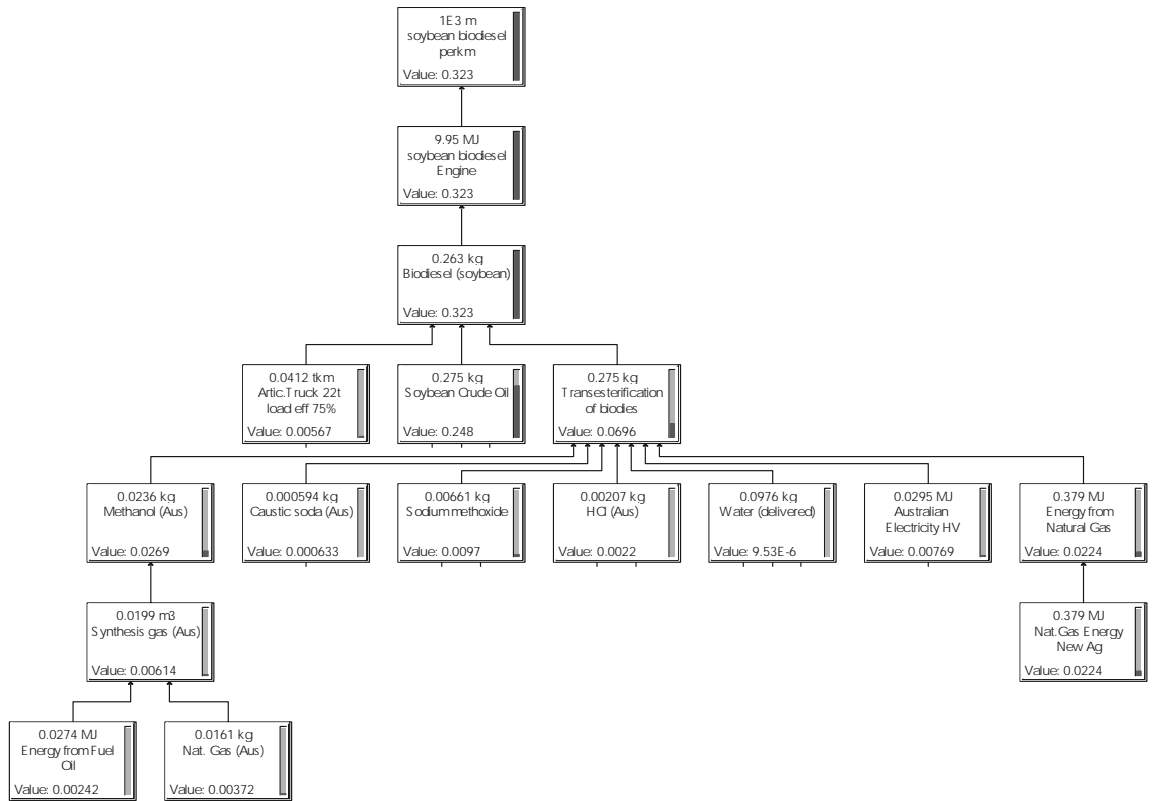 1E3 m
soybean biodiesel
perkm
Value: 0.323
9.95 MJ
soybean biodiesel
Engine
Value: 0.323
0.263 kg
Biodiesel (soybean)
Value: 0.323
0.0412 tkm
Artic.Truck 22t
load eff 75%
Value: 0.00567
0.275 kg
Soybean Crude Oil
Value: 0.248
0.275 kg
Transesterification
of biodies
Value: 0.0696
0.0236 kg
Methanol (Aus)
Value: 0.0269
0.000594 kg
Caustic soda (Aus)
Value: 0.000633
0.00661 kg
Sodium methoxide
Value: 0.0097
0.00207 kg
HCl (Aus)
Value: 0.0022
0.0976 kg
Water (delivered)
Value: 9.53E-6
0.0295 MJ
Australian
Electricity HV
Value: 0.00769
0.379 MJ
Energy from
Natural Gas
Value: 0.0224
0.0199 m3
Synthesis gas (Aus)
Value: 0.00614
0.379 MJ
Nat.Gas Energy
New Ag
Value: 0.0224
0.0274 MJ
Energy from Fuel
Oil
Value: 0.00242
0.0161 kg
Nat. Gas (Aus)
Value: 0.00372